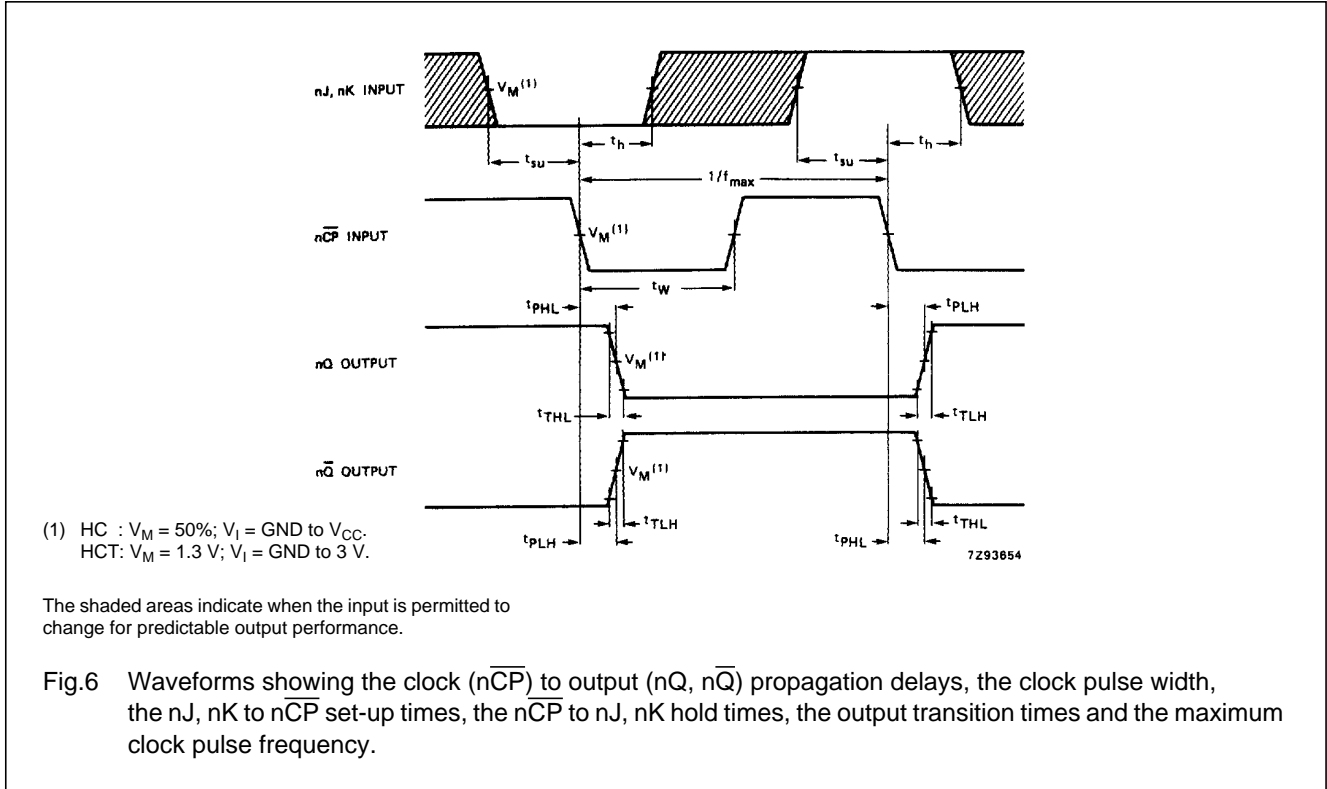 nJ, nK INPUT
V_M(1)
t_su
t_h
t_su
t_h
1/f_max
nC̅P̅ INPUT
V_M(1)
t_W
t_PHL
t_PLH
nQ OUTPUT
V_M(1)
t_THL
t_TLH
nQ̅ OUTPUT
V_M(1)
t_TLH
t_THL
t_PLH
t_PHL
7Z93654
(1) HC : V_M = 50%; V_I = GND to V_CC.
HCT: V_M = 1.3 V; V_I = GND to 3 V.
The shaded areas indicate when the input is permitted to
change for predictable output performance.
Fig.6 Waveforms showing the clock (nC̅P̅) to output (nQ, nQ̅) propagation delays, the clock pulse width,
the nJ, nK to nC̅P̅ set-up times, the nC̅P̅ to nJ, nK hold times, the output transition times and the maximum
clock pulse frequency.